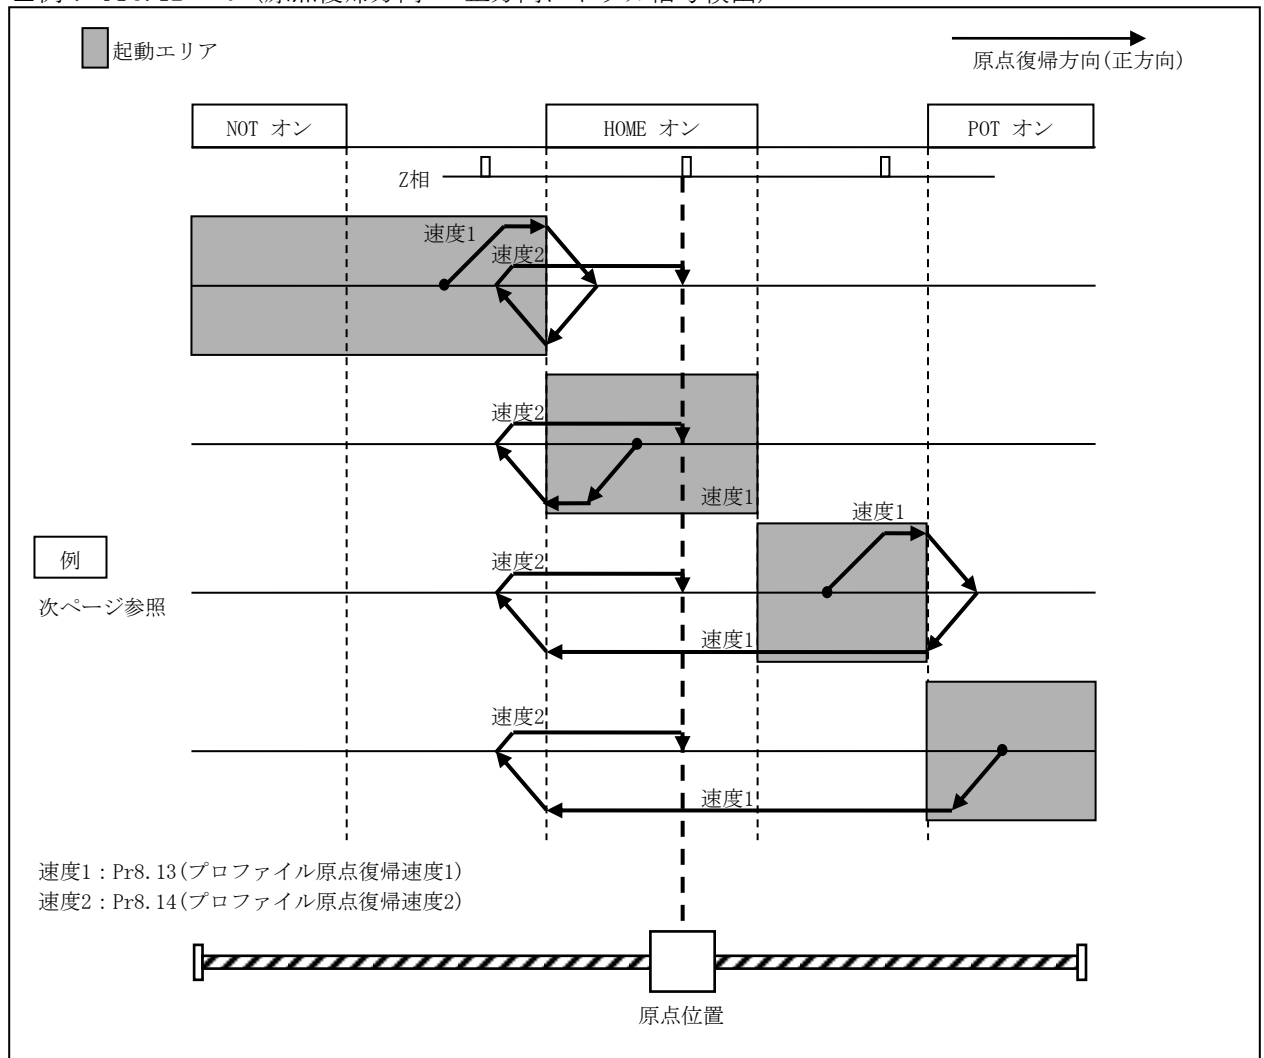 起動エリア
原点復帰方向(正方向)
NOT オン
HOME オン
POT オン
Z相
速度1
速度2
速度2
速度1
速度1
例
速度2
次ページ参照
速度1
速度2
速度1
速度1：Pr8.13(プロファイル原点復帰速度1)
速度2：Pr8.14(プロファイル原点復帰速度2)
原点位置